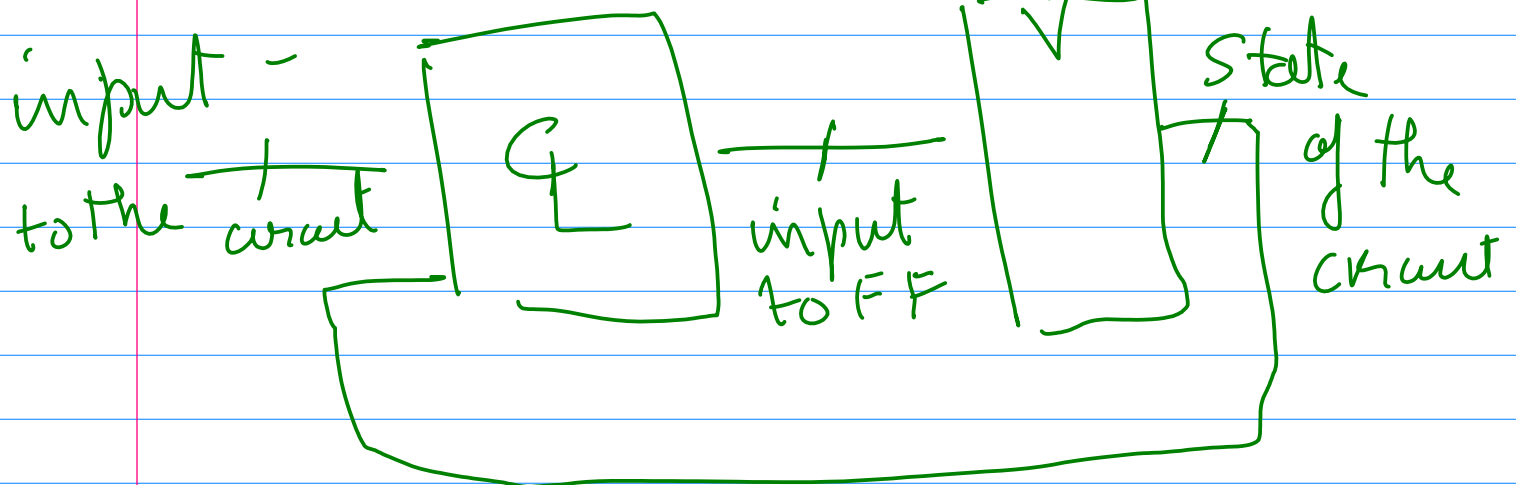 input -
to the circuit
CL
input
to FF
state
of the
circuit